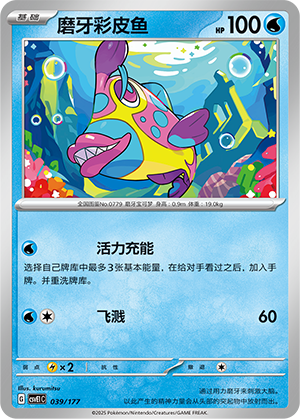 基础 磨牙彩皮鱼 HP 100
全国图鉴No.0779 磨牙宝可梦 身高:0.9m 体重:19.0kg
活力充能
选择自己牌库中最多3张基本能量,在给对手看过之后,加入手
牌。并重洗牌库。
飞溅 60
弱点 ×2 抗性 撤退
Illus. kurumitsu
G 039/177
通过用力磨牙来刺激大脑。
以此产生的精神力量会从头部的突起物中放射而出。
©2025 Pokémon/Nintendo/Creatures/GAME FREAK.